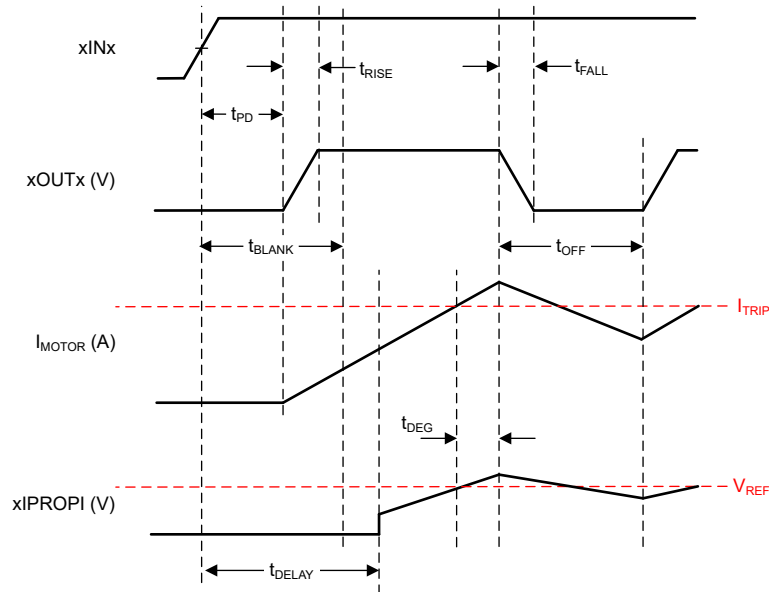 xINx
tRISE
tFALL
tPD
xOUTx (V)
tBLANK
tOFF
ITRIP
IMOTOR (A)
tDEG
xIPROPI (V)
VREF
tDELAY